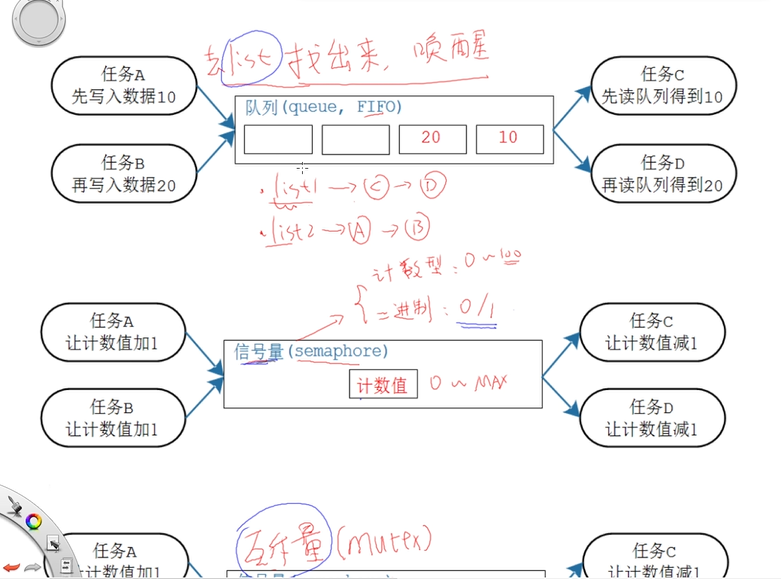 去list找出来，唤醒
任务A
先写入数据10
任务C
先读队列得到10
队列(queue, FIFO)
20 10
任务B
再写入数据20
任务D
再读队列得到20
.list1→C→D
.list2→A→B
计数型：0~100
二进制：0/1
任务A
让计数值加1
任务C
让计数值减1
信号量(semaphore)
计数值 0~MAX
任务B
让计数值加1
任务D
让计数值减1
互斥量(mutex)
任务A
让计数值加1
任务C
让计数值减1